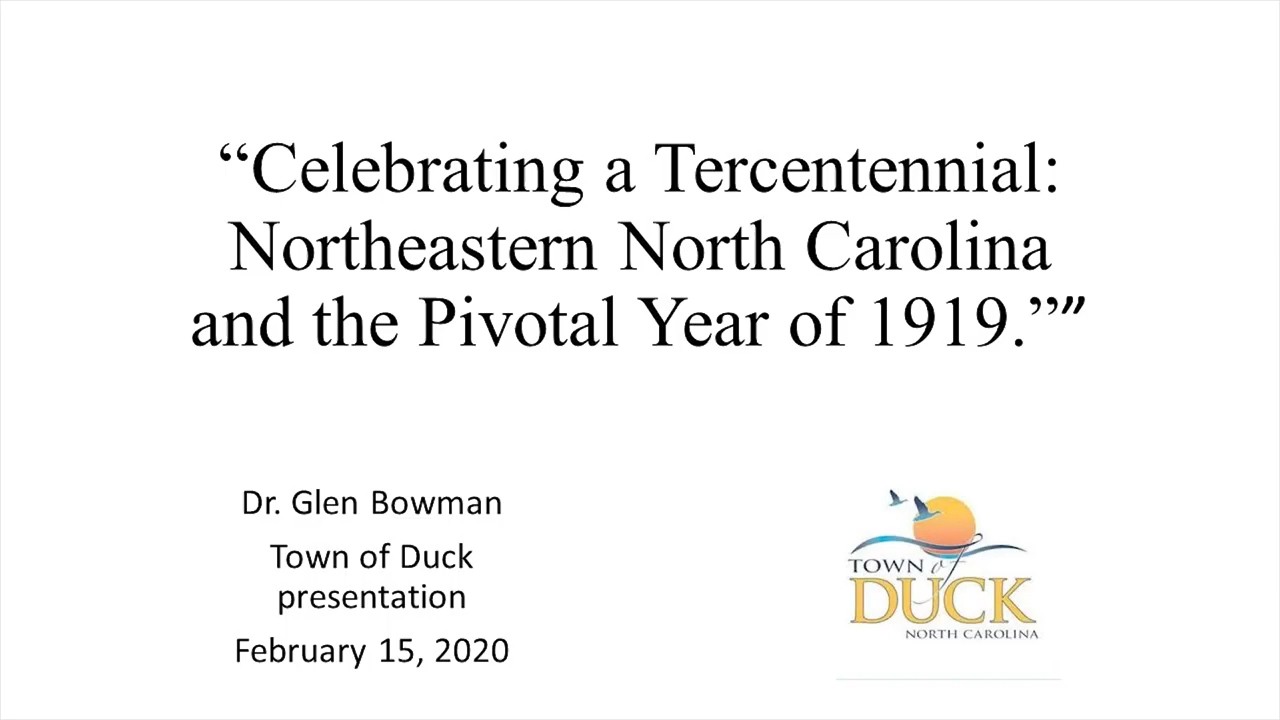 “Celebrating a Tercentennial:
Northeastern North Carolina
and the Pivotal Year of 1919.””
Dr. Glen Bowman
Town of Duck
presentation
February 15, 2020
TOWN of
DUCK
NORTH CAROLINA